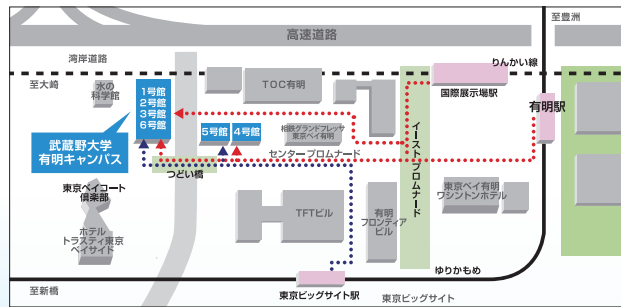 至豊洲
高速道路
湾岸道路
りんかい線
至大崎
水の
科学館
1号館
2号館
3号館
6号館
TOC有明
国際展示場駅
有明駅
武蔵野大学
有明キャンパス
5号館
4号館
相鉄グランドフレッサ
東京ベイ有明
センタープロムナード
イーストプロムナード
つどい橋
東京ベイコート
倶楽部
TFTビル
有明
フロンティア
ビル
東京ベイ有明
ワシントンホテル
ホテル
トラスティ東京
ベイサイド
ゆりかもめ
至新橋
東京ビッグサイト駅
東京ビッグサイト